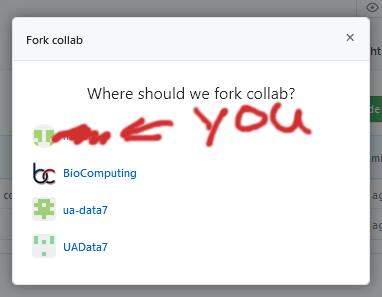 Fork collab
Where should we fork collab?
YOU
BioComputing
ua-data7
UAData7